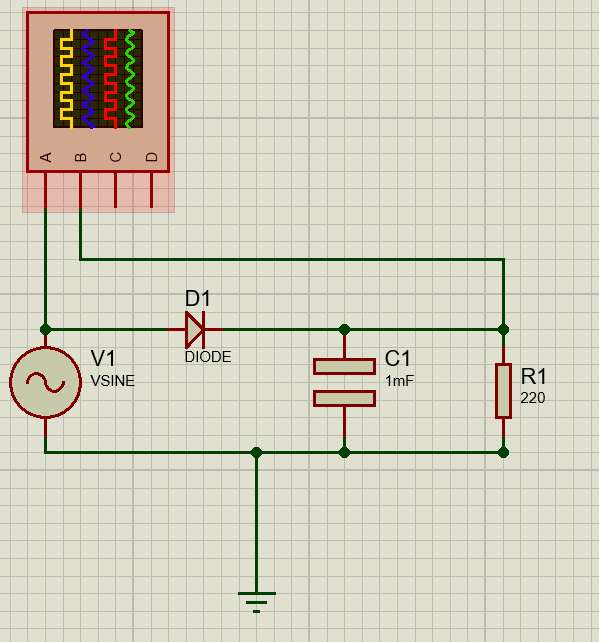 A B C D
D1
DIODE
V1
VSINE
C1
1mF
R1
220